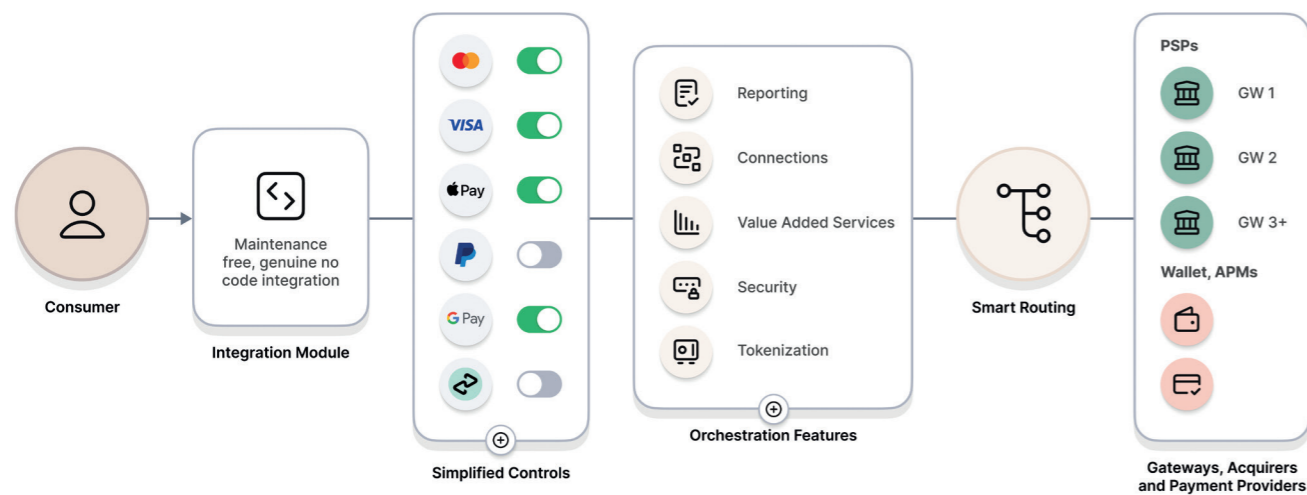 Consumer
Maintenance
free, genuine no
code integration
Integration Module
VISA
Pay
G Pay
Simplified Controls
Reporting
Connections
Value Added Services
Security
Tokenization
Orchestration Features
Smart Routing
PSPs
GW 1
GW 2
GW 3+
Wallet, APMs
Gateways, Acquirers
and Payment Providers